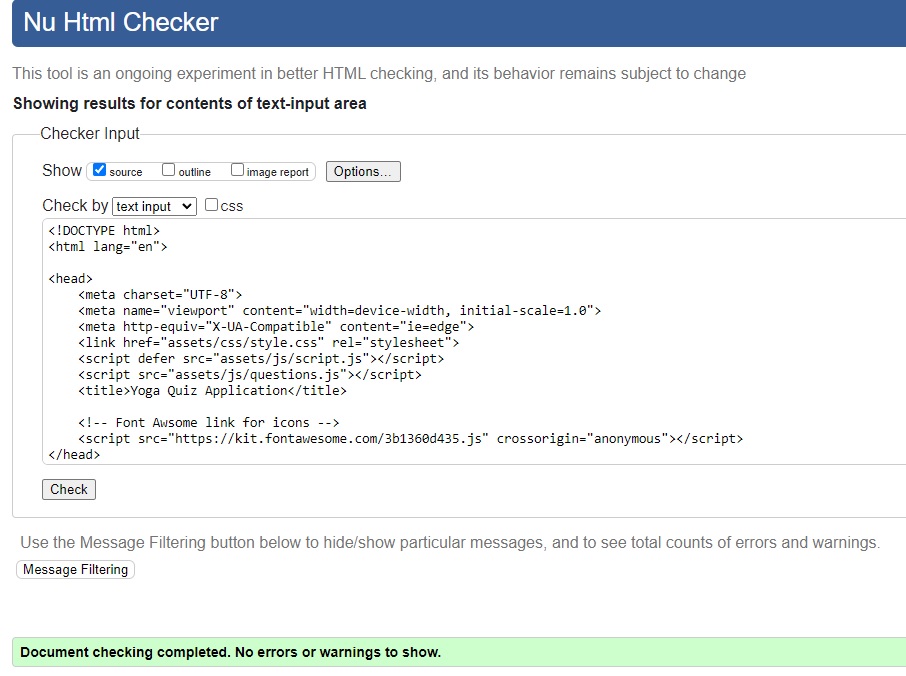 Nu Html Checker
This tool is an ongoing experiment in better HTML checking, and its behavior remains subject to change
Showing results for contents of text-input area
Checker Input
Show source outline image report Options...
Check by text input css
<!DOCTYPE html>
<html lang="en">
<head>
    <meta charset="UTF-8">
    <meta name="viewport" content="width=device-width, initial-scale=1.0">
    <meta http-equiv="X-UA-Compatible" content="ie=edge">
    <link href="assets/css/style.css" rel="stylesheet">
    <script defer src="assets/js/script.js"></script>
    <script src="assets/js/questions.js"></script>
    <title>Yoga Quiz Application</title>
    <!-- Font Awsome link for icons -->
    <script src="https://kit.fontawesome.com/3b1360d435.js" crossorigin="anonymous"></script>
</head>
Check
Use the Message Filtering button below to hide/show particular messages, and to see total counts of errors and warnings.
Message Filtering
Document checking completed. No errors or warnings to show.